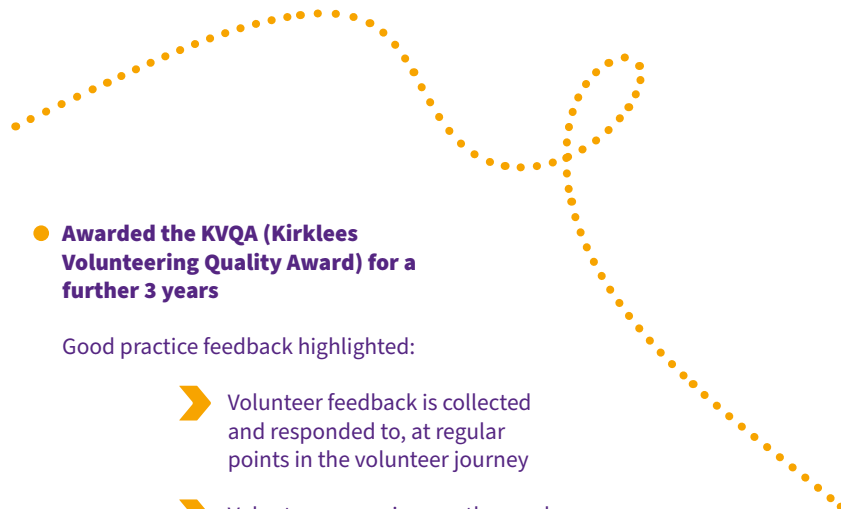 Awarded the KVQA (Kirklees
Volunteering Quality Award) for a
further 3 years
Good practice feedback highlighted:
Volunteer feedback is collected
and responded to, at regular
points in the volunteer journey